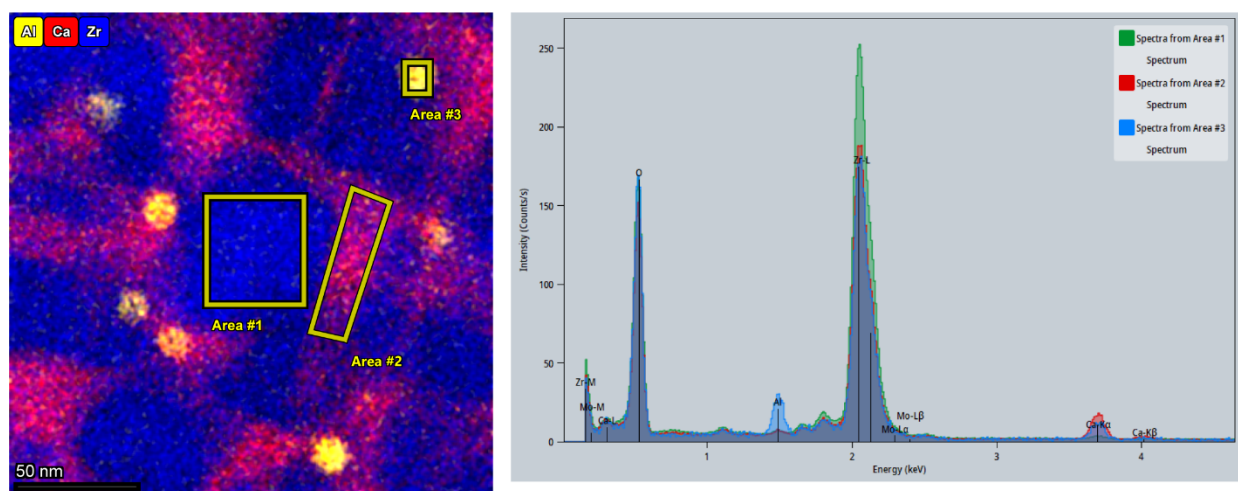 Al Ca Zr
Area #3
Area #1
Area #2
50 nm
Spectra from Area #1
Spectrum
Spectra from Area #2
Spectrum
Spectra from Area #3
Spectrum
250
200
150
100
50
0
Intensity (Counts/s)
Zr-M
Mo-M
Ca-L
O
Al
Zr-L
Mo-Lβ
Mo-Lα
Ca-Kα
Ca-Kβ
1 2 3 4
Energy (keV)